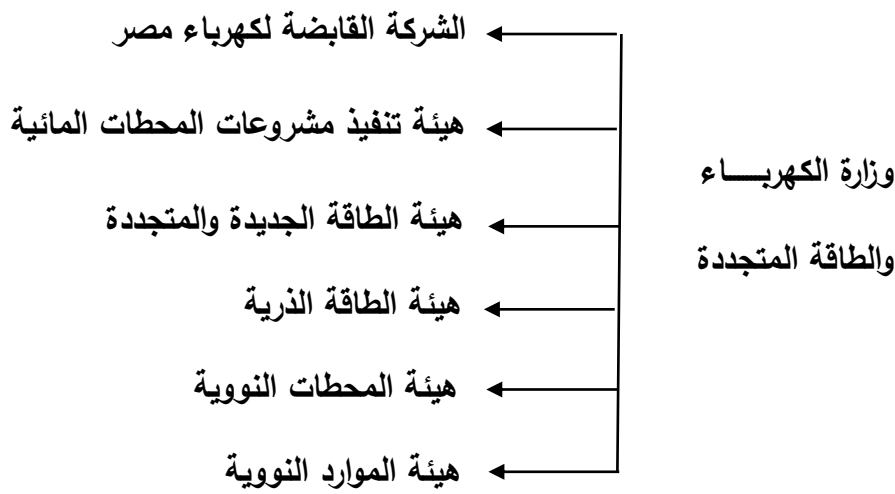 وزارة الكهربـــــاء
والطاقة المتجددة
الشركة القابضة لكهرباء مصر
هيئة تنفيذ مشروعات المحطات المائية
هيئة الطاقة الجديدة والمتجددة
هيئة الطاقة الذرية
هيئة المحطات النووية
هيئة الموارد النووية